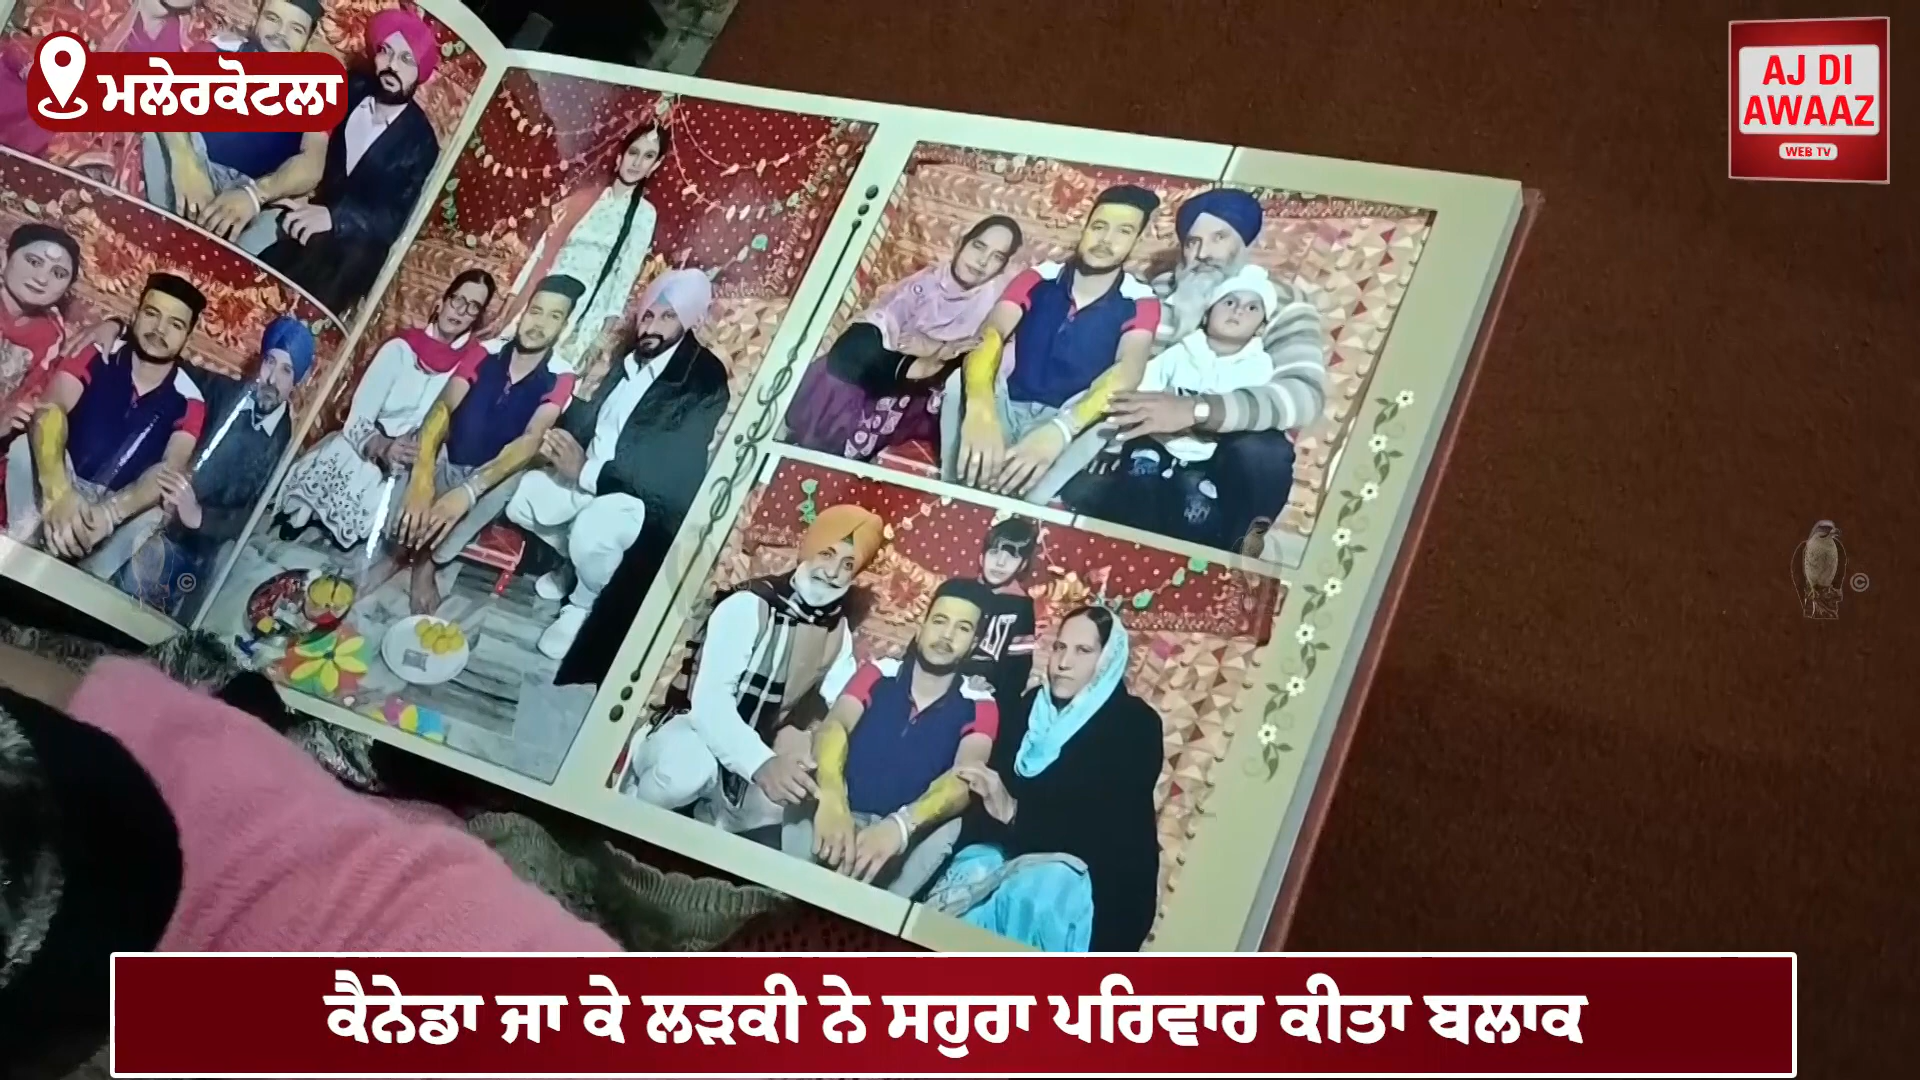 ਮਲੇਰਕੋਟਲਾ
AJ DI
AWAAZ
WEB TV
©
©
ਕੈਨੇਡਾ ਜਾ ਕੇ ਲੜਕੀ ਨੇ ਸਹੁਰਾ ਪਰਿਵਾਰ ਕੀਤਾ ਬਲਾਕ